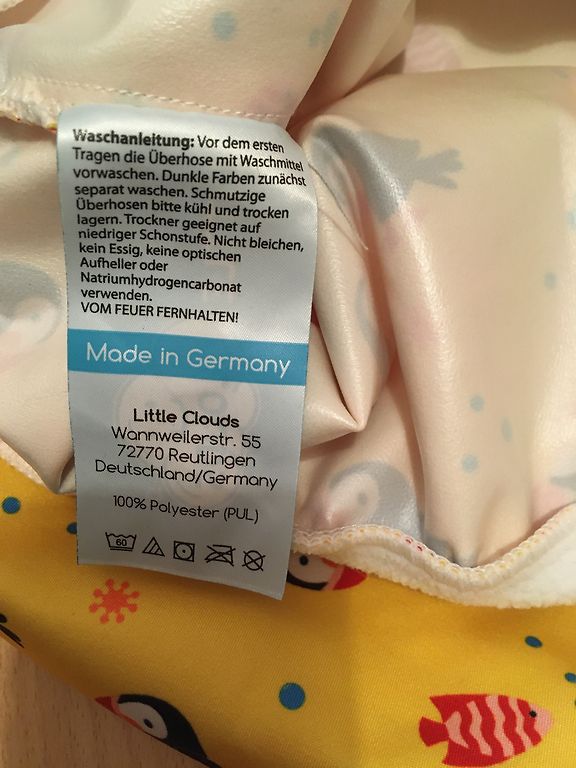 Waschanleitung: Vor dem ersten
Tragen die Überhose mit Waschmittel
vorwaschen. Dunkle Farben zunächst
separat waschen. Schmutzige
Überhosen bitte kühl und trocken
lagern. Trockner geeignet auf
niedriger Schonstufe. Nicht bleichen,
kein Essig, keine optischen
Aufheller oder
Natriumhydrogencarbonat
verwenden.
VOM FEUER FERNHALTEN!
Made in Germany
Little Clouds
Wannweilerstr. 55
72770 Reutlingen
Deutschland/Germany
100% Polyester (PUL)
60